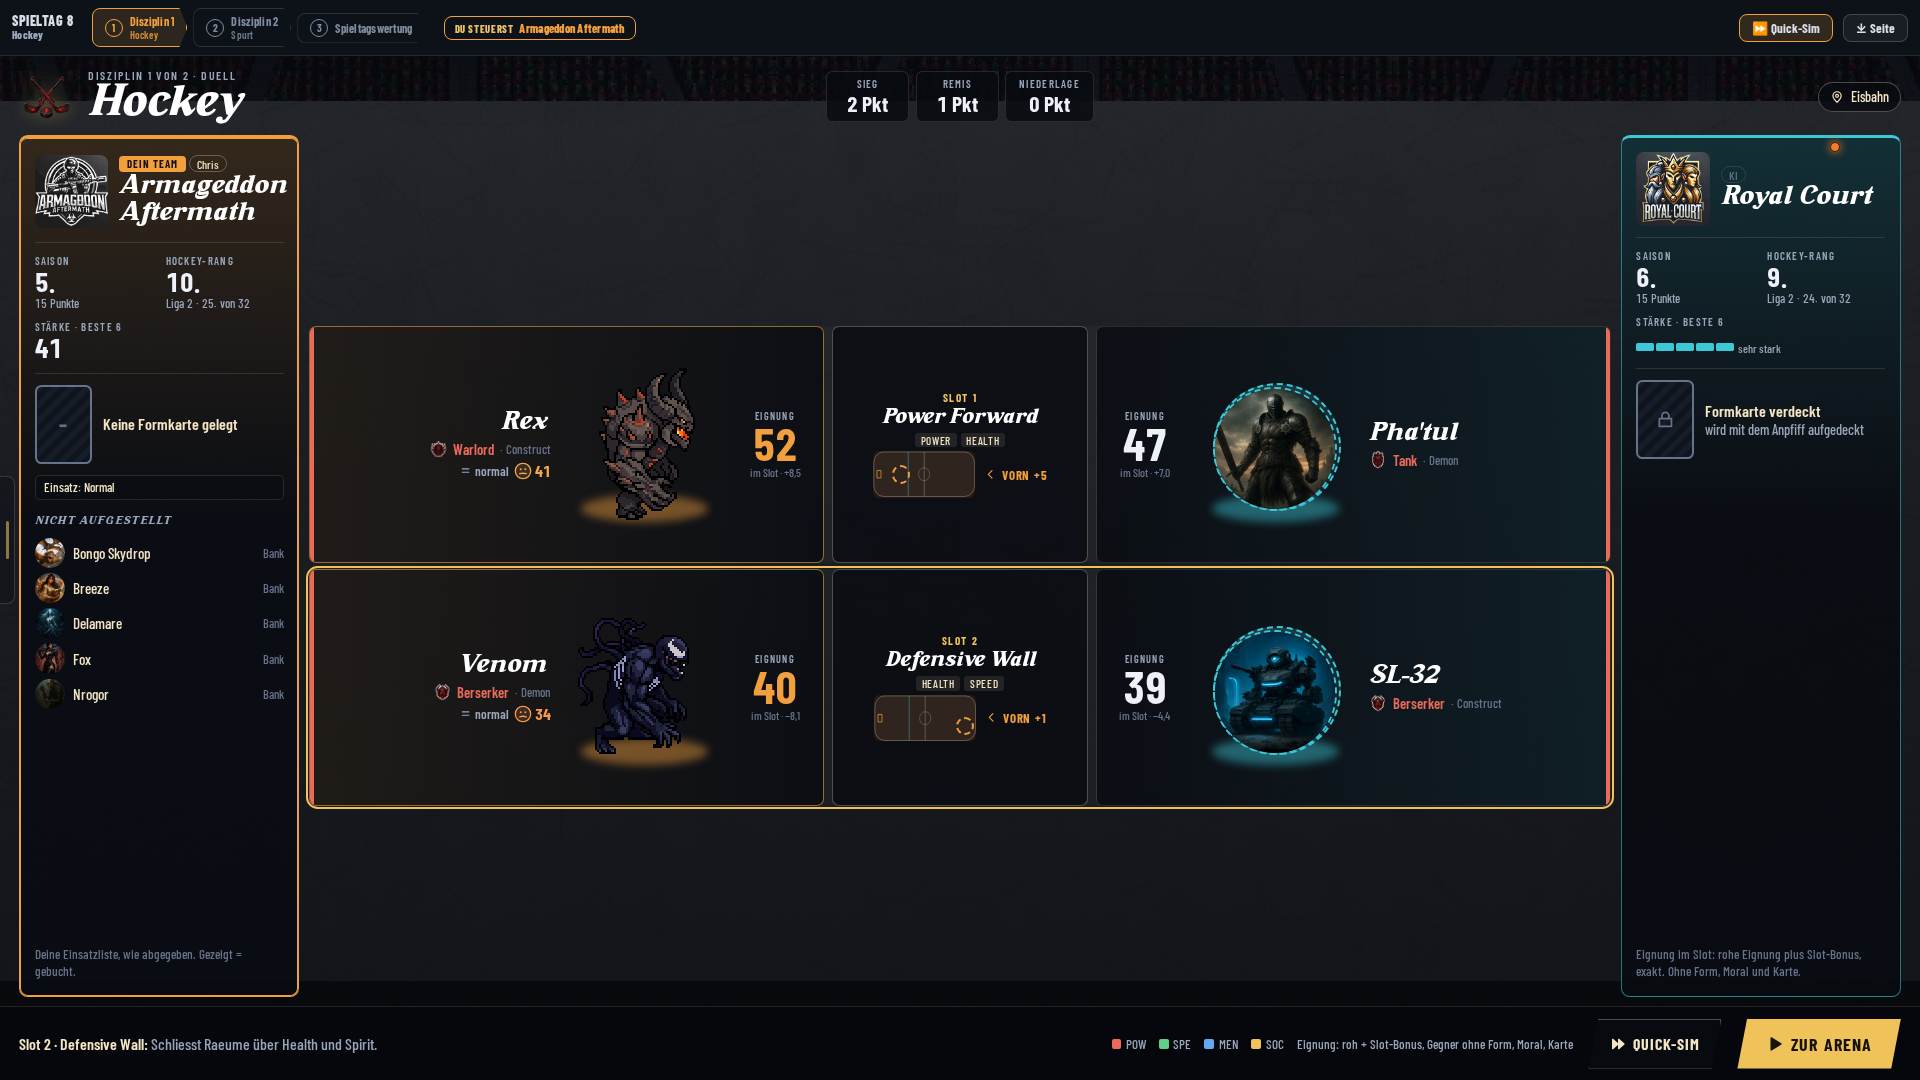 SPIELTAG 8
Hockey
1
Disziplin 1
Hockey
2
Disziplin 2
Spurt
3
Spieltagswertung
DU STEUERST Armageddon Aftermath
Quick-Sim
Seite
DISZIPLIN 1 VON 2 · DUELL
Hockey
SIEG
2 Pkt
REMIS
1 Pkt
NIEDERLAGE
0 Pkt
Eisbahn
ARMAGEDDON
AFTERMATH
DEIN TEAM
Chris
Armageddon
Aftermath
SAISON
5.
15 Punkte
HOCKEY-RANG
10.
Liga 2 · 25. von 32
STÄRKE · BESTE 6
41
-
Keine Formkarte gelegt
Einsatz: Normal
NICHT AUFGESTELLT
Bongo Skydrop Bank
Breeze Bank
Delamare Bank
Fox Bank
Nrogor Bank
Deine Einsatzliste, wie abgegeben. Gezeigt =
gebucht.
Rex
Warlord · Construct
= normal 41
EIGNUNG
52
im Slot · +8,5
SLOT 1
Power Forward
POWER HEALTH
VORN +5
EIGNUNG
47
im Slot · +7,0
Pha'tul
Tank · Demon
Venom
Berserker · Demon
= normal 34
EIGNUNG
40
im Slot · −8,1
SLOT 2
Defensive Wall
HEALTH SPEED
VORN +1
EIGNUNG
39
im Slot · −4,4
SL-32
Berserker · Construct
ROYAL COURT
KI
Royal Court
SAISON
6.
15 Punkte
HOCKEY-RANG
9.
Liga 2 · 24. von 32
STÄRKE · BESTE 6
sehr stark
Formkarte verdeckt
wird mit dem Anpfiff aufgedeckt
Eignung im Slot: rohe Eignung plus Slot-Bonus,
exakt. Ohne Form, Moral und Karte.
Slot 2 · Defensive Wall: Schliesst Raeume über Health und Spirit.
POW SPE MEN SOC Eignung: roh + Slot-Bonus, Gegner ohne Form, Moral, Karte
QUICK-SIM
ZUR ARENA